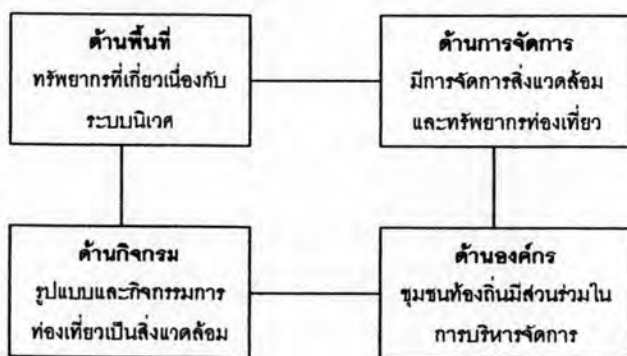 ด้านพื้นที่
ทรัพยากรที่เกี่ยวเนื่องกับ
ระบบนิเวศ
ด้านการจัดการ
มีการจัดการสิ่งแวดล้อม
และทรัพยากรท่องเที่ยว
ด้านกิจกรม
รูปแบบและกิจกรรมการ
ท่องเที่ยวเป็นสิ่งแวดล้อม
ด้านองค์กร
ชุมชนท้องถิ่นมีส่วนร่วมใน
การบริหารจัดการ